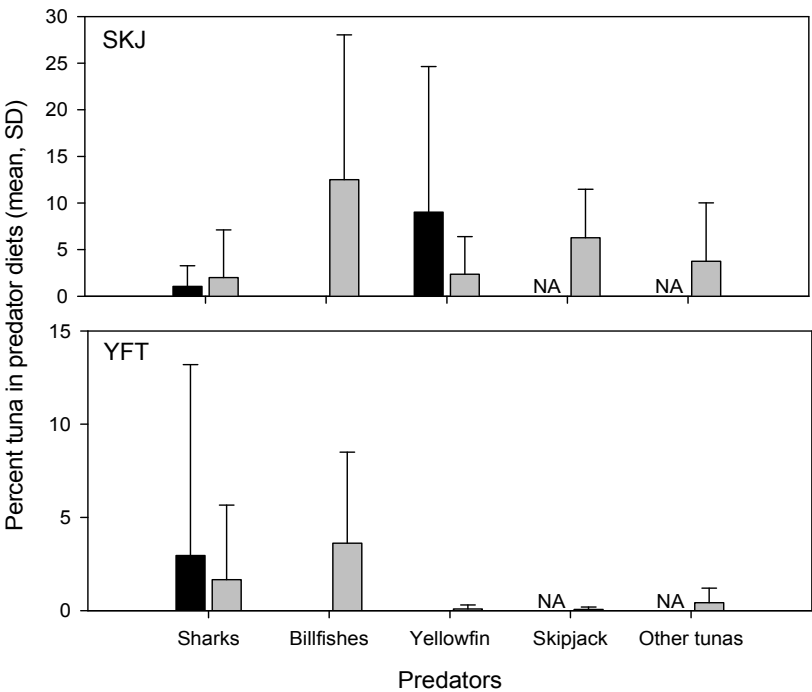 Percent tuna in predator diets (mean, SD)
SKJ
30
25
20
15
10
5
0
NA
NA
YFT
15
10
5
0
NA
NA
Sharks
Billfishes
Yellowfin
Skipjack
Other tunas
Predators